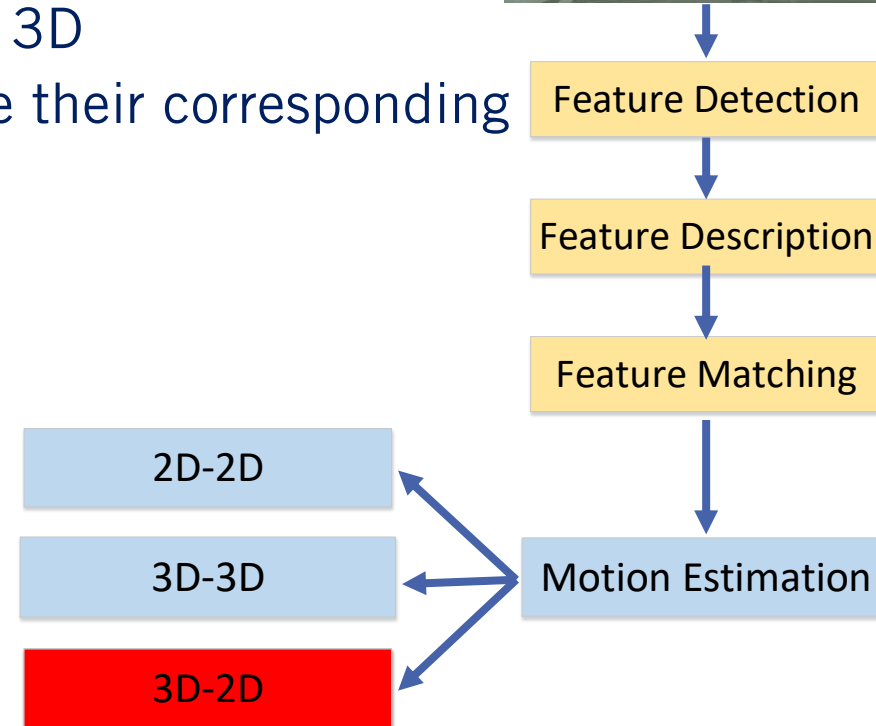 3D
their corresponding
Feature Detection
Feature Description
Feature Matching
2D-2D
3D-3D
Motion Estimation
3D-2D